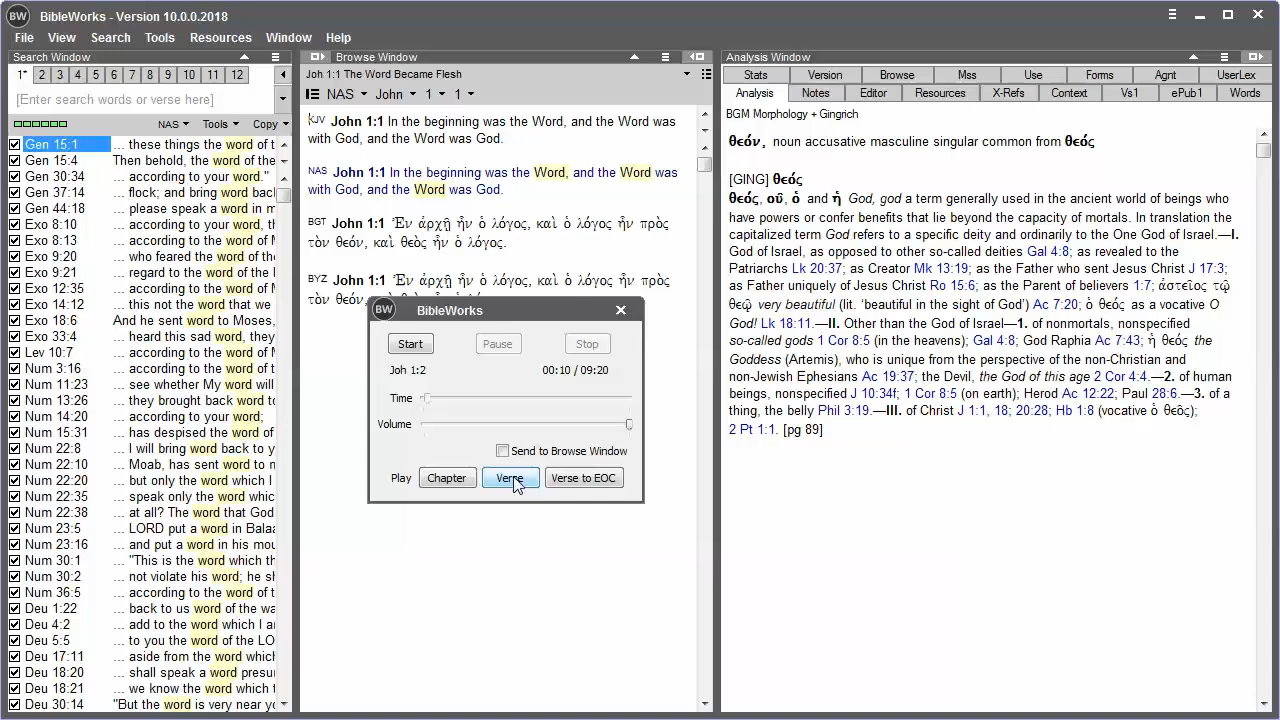 BW BibleWorks - Version 10.0.0.2018
File View Search Tools Resources Window Help
Search Window
1* 2 3 4 5 6 7 8 9 10 11 12
[Enter search words or verse here]
NAS Tools Copy
Gen 15:1 ... these things the word of t
Gen 15:4 Then behold, the word of the
Gen 30:34 ... according to your word."
Gen 37:14 ... flock; and bring word back
Gen 44:18 ... please speak a word in m
Exo 8:10 ... according to your word, th
Exo 8:13 ... according to the word of M
Exo 9:20 ... who feared the word of the
Exo 9:21 ... regard to the word of the L
Exo 12:35 ... according to the word of M
Exo 14:12 ... this not the word that we
Exo 18:6 And he sent word to Moses,
Exo 33:4 ... heard this sad word, they
Lev 10:7 ... according to the word of M
Num 3:16 ... according to the word of t
Num 11:23 ... see whether My word will
Num 13:26 ... they brought back word to
Num 14:20 ... according to your word;
Num 15:31 ... has despised the word of
Num 22:8 ... I will bring word back to y
Num 22:10 ... Moab, has sent word to m
Num 22:20 ... but only the word which I
Num 22:35 ... speak only the word whic
Num 22:38 ... at all? The word that God
Num 23:5 ... LORD put a word in Balaa
Num 23:16 ... and put a word in his mou
Num 30:1 ... "This is the word which th
Num 30:2 ... not violate his word; he sh
Num 36:5 ... according to the word of t
Deu 1:22 ... back to us word of the wa
Deu 4:2 ... add to the word which I ar
Deu 5:5 ... to you the word of the LO
Deu 17:11 ... aside from the word which
Deu 18:20 ... shall speak a word presu
Deu 18:21 ... we know the word which t
Deu 30:14 "But the word is very near yo
Browse Window
Joh 1:1 The Word Became Flesh
NAS John 1 1
KJV John 1:1 In the beginning was the Word, and the Word was
with God, and the Word was God.
NAS John 1:1 In the beginning was the Word, and the Word was
with God, and the Word was God.
BGT John 1:1 Ἐν ἀρχῇ ἦν ὁ λόγος, καὶ ὁ λόγος ἦν πρὸς
τὸν θεόν, καὶ θεὸς ἦν ὁ λόγος.
BYZ John 1:1 Ἐν ἀρχῇ ἦν ὁ λόγος, καὶ ὁ λόγος ἦν πρὸς
τὸν θεόν,
BW BibleWorks
Start Pause Stop
Joh 1:2 00:10 / 09:20
Time
Volume
Send to Browse Window
Play Chapter Verse Verse to EOC
Analysis Window
Stats Version Browse Mss Use Forms Agnt UserLex
Analysis Notes Editor Resources X-Refs Context Vs1 ePub1 Words
BGM Morphology + Gingrich
θεόν, noun accusative masculine singular common from θεός
[GING] θεός
θεός, οῦ, ὁ and ἡ God, god a term generally used in the ancient world of beings who
have powers or confer benefits that lie beyond the capacity of mortals. In translation the
capitalized term God refers to a specific deity and ordinarily to the One God of Israel.—I.
God of Israel, as opposed to other so-called deities Gal 4:8; as revealed to the
Patriarchs Lk 20:37; as Creator Mk 13:19; as the Father who sent Jesus Christ J 17:3;
as Father uniquely of Jesus Christ Ro 15:6; as the Parent of believers 1:7; ἀστεῖος τῷ
θεῷ very beautiful (lit. ‘beautiful in the sight of God’) Ac 7:20; ὁ θεός as a vocative O
God! Lk 18:11.—II. Other than the God of Israel—1. of nonmortals, nonspecified
so-called gods 1 Cor 8:5 (in the heavens); Gal 4:8; God Raphia Ac 7:43; ἡ θεός the
Goddess (Artemis), who is unique from the perspective of the non-Christian and
non-Jewish Ephesians Ac 19:37; the Devil, the God of this age 2 Cor 4:4.—2. of human
beings, nonspecified J 10:34f; 1 Cor 8:5 (on earth); Herod Ac 12:22; Paul 28:6.—3. of a
thing, the belly Phil 3:19.—III. of Christ J 1:1, 18; 20:28; Hb 1:8 (vocative ὁ θεὸς);
2 Pt 1:1. [pg 89]